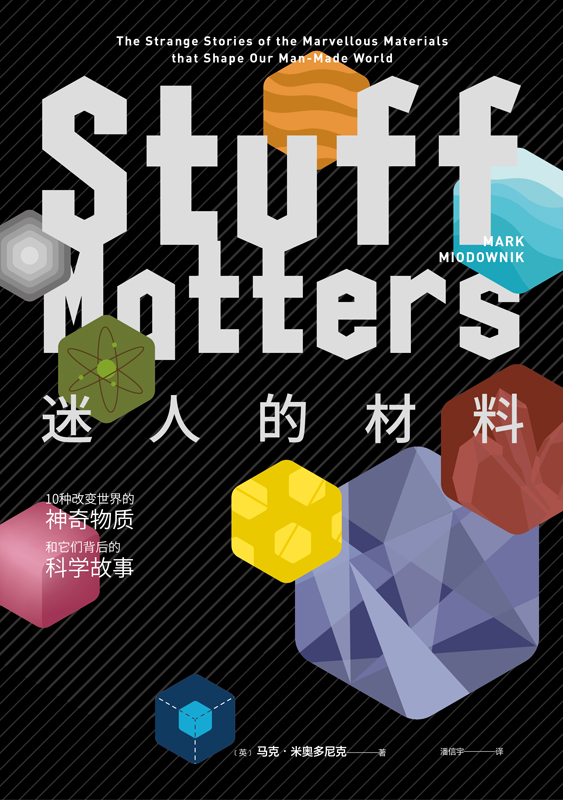 The Strange Stories of the Marvellous Materials
that Shape Our Man-Made World
Stuff
MARK
MIODOWNIK
Matters
迷人的材料
10种改变世界的
神奇物质
和它们背后的
科学故事
〔英〕马克·米奥多尼克——著
潘信宇——译